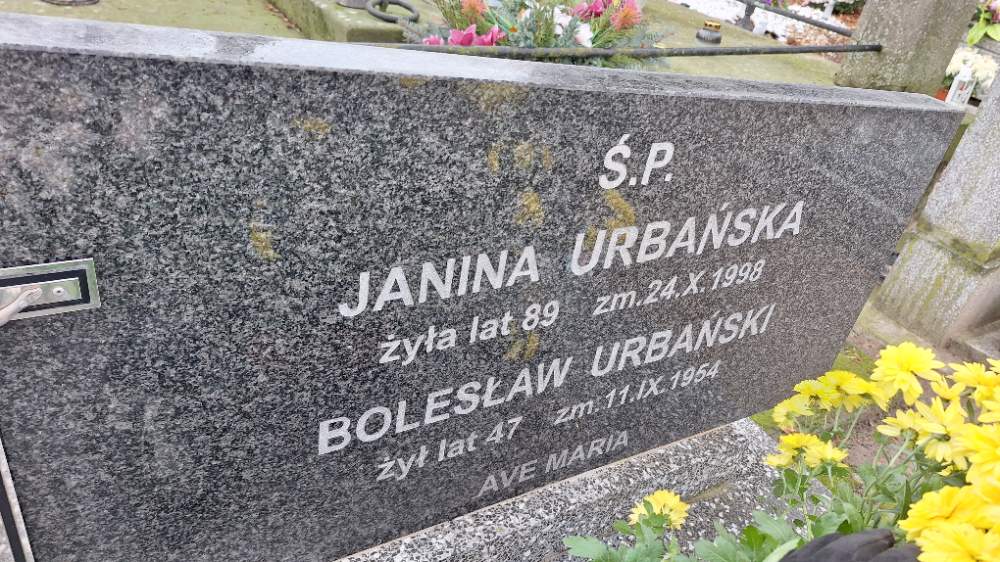 Ś.P.
JANINA URBAŃSKA
żyła lat 89 zm.24.X.1998
BOLESŁAW URBAŃSKI
żył lat 47 zm.11.IX.1954
AVE MARIA